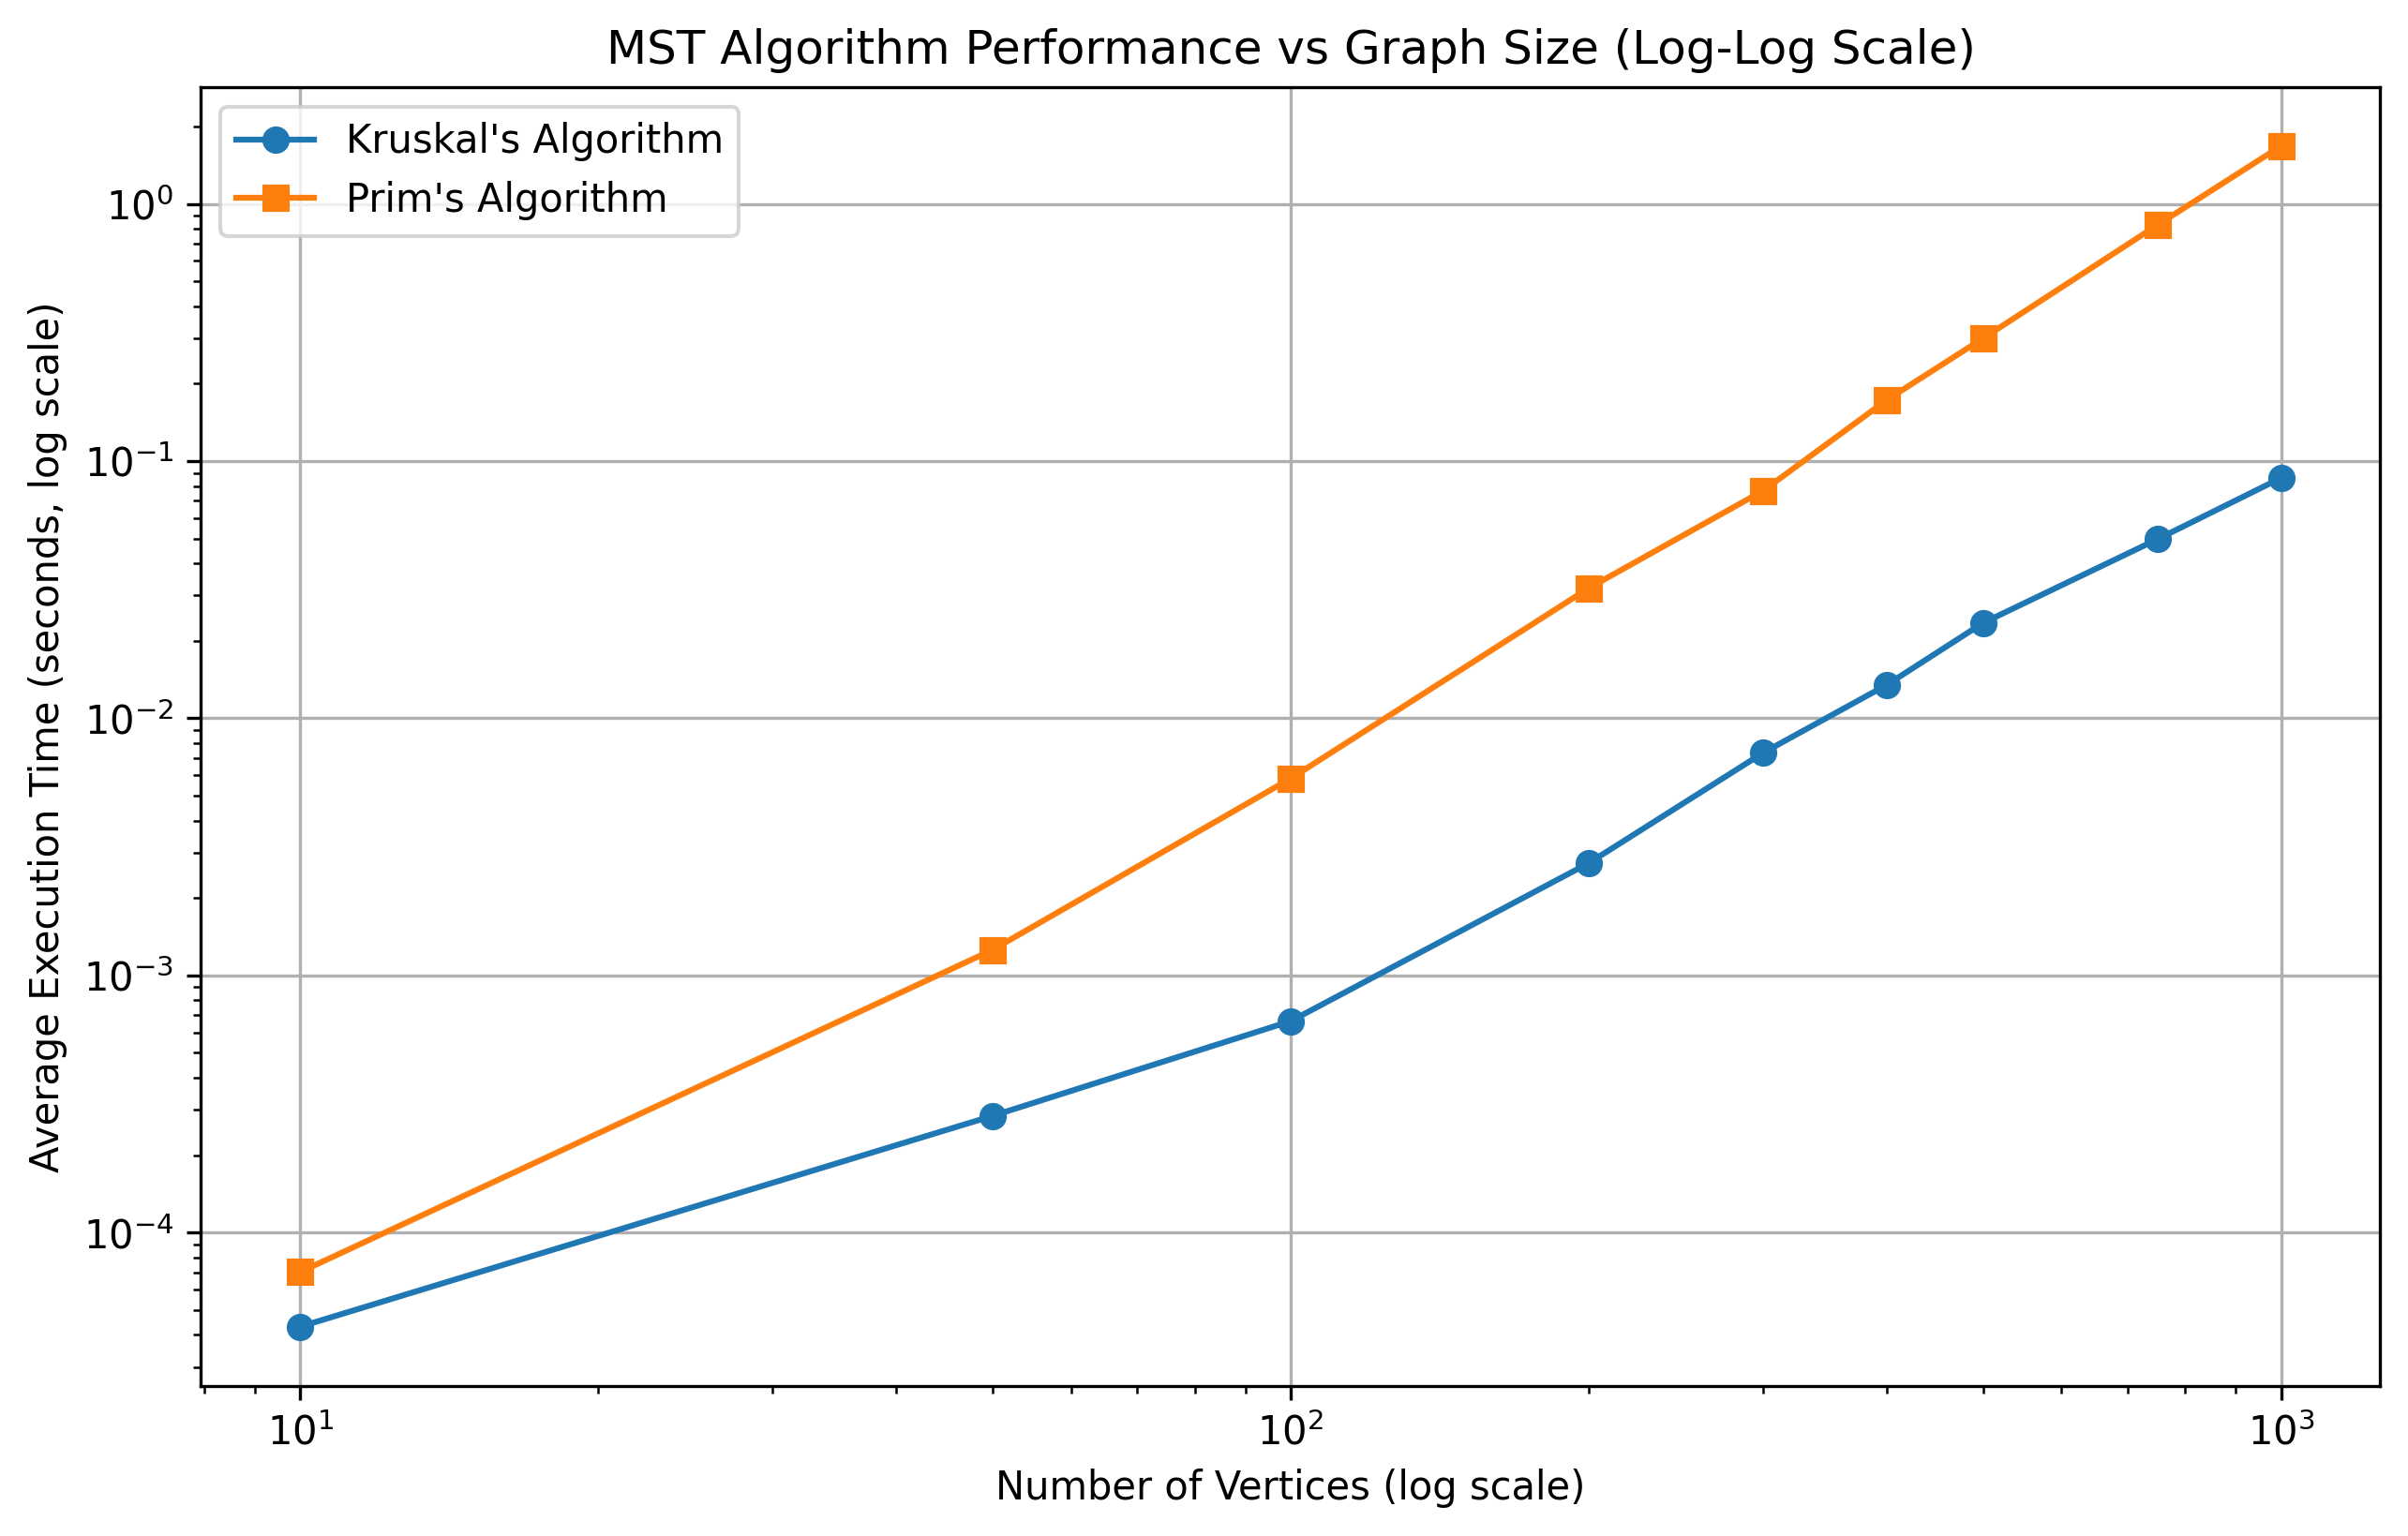 MST Algorithm Performance vs Graph Size (Log-Log Scale)
Kruskal's Algorithm
Prim's Algorithm
Average Execution Time (seconds, log scale)
10⁰
10⁻¹
10⁻²
10⁻³
10⁻⁴
10¹ 10² 10³
Number of Vertices (log scale)